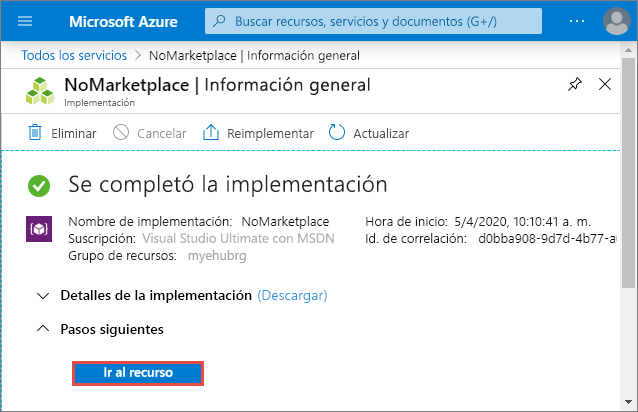 Microsoft Azure
Buscar recursos, servicios y documentos (G+/)
Todos los servicios > NoMarketplace | Información general
NoMarketplace | Información general
Implementación
Eliminar Cancelar Reimplementar Actualizar
Se completó la implementación
Nombre de implementación: NoMarketplace Hora de inicio: 5/4/2020, 10:10:41 a. m.
Suscripción: Visual Studio Ultimate con MSDN Id. de correlación: d0bba908-9d7d-4b77-a
Grupo de recursos: myehubrg
Detalles de la implementación (Descargar)
Pasos siguientes
Ir al recurso